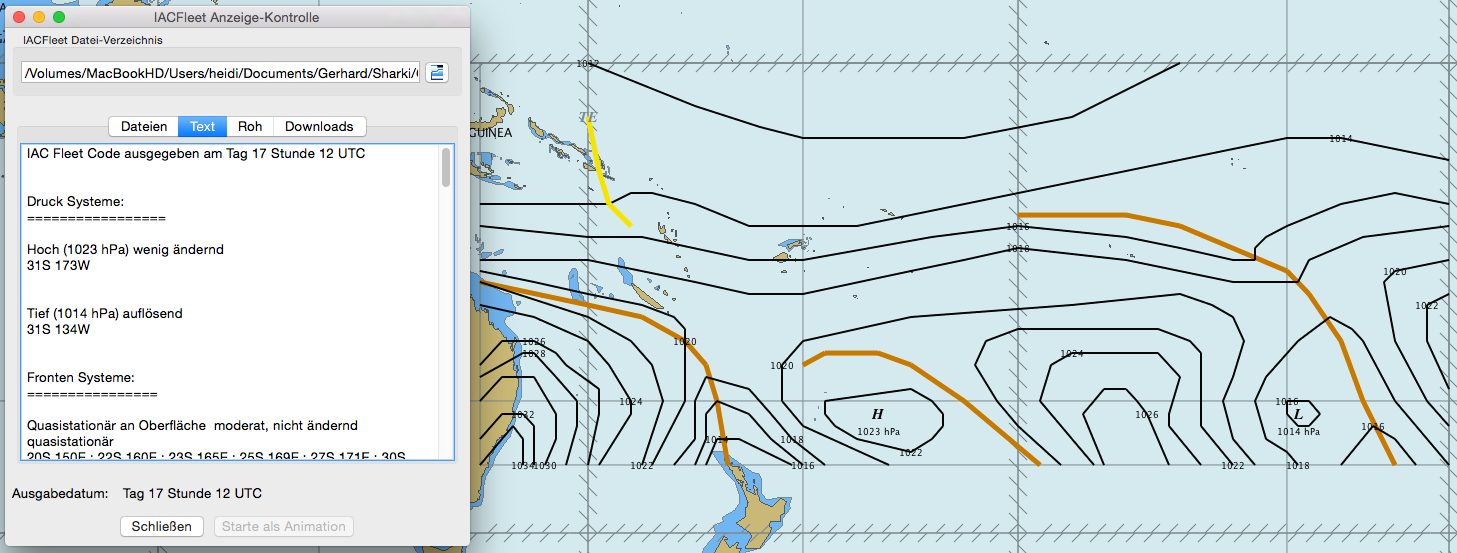 IACFleet Anzeige-Kontrolle
IACFleet Datei-Verzeichnis
/Volumes/MacBookHD/Users/heidi/Documents/Gerhard/Sharki/
Dateien
Text
Roh
Downloads
IAC Fleet Code ausgegeben am Tag 17 Stunde 12 UTC
Druck Systeme:
=================
Hoch (1023 hPa) wenig ändernd
31S 173W
Tief (1014 hPa) auflösend
31S 134W
Fronten Systeme:
================
Quasistationär an Oberfläche  moderat, nicht ändernd
quasistationär
20S 150E ; 22S 160E ; 23S 165E ; 25S 169E ; 27S 171E ; 30S
Ausgabedatum:
Tag 17 Stunde 12 UTC
Schließen
Starte als Animation
1012
TE
GUINEA
1014
1016
1018
1020
1022
1026
1028
1020
1020
1024
1024
1032
H
1023 hPa
1026
1016
L
1014 hPa
1014
1018
1022
1016
1034
1030
1022
1016
1022
1018